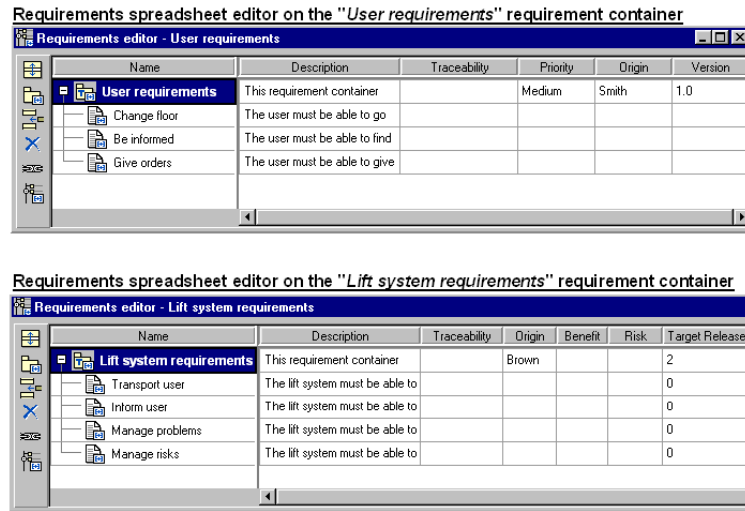 Requirements spreadsheet editor on the "User requirements" requirement container
Requirements editor - User requirements
Name Description Traceability Priority Origin Version
User requirements This requirement container Medium Smith 1.0
Change floor The user must be able to go
Be informed The user must be able to find
Give orders The user must be able to give
Requirements spreadsheet editor on the "Lift system requirements" requirement container
Requirements editor - Lift system requirements
Name Description Traceability Origin Benefit Risk Target Release
Lift system requirements This requirement container Brown 2
Transport user The lift system must be able to 0
Inform user The lift system must be able to 0
Manage problems The lift system must be able to 0
Manage risks The lift system must be able to 0